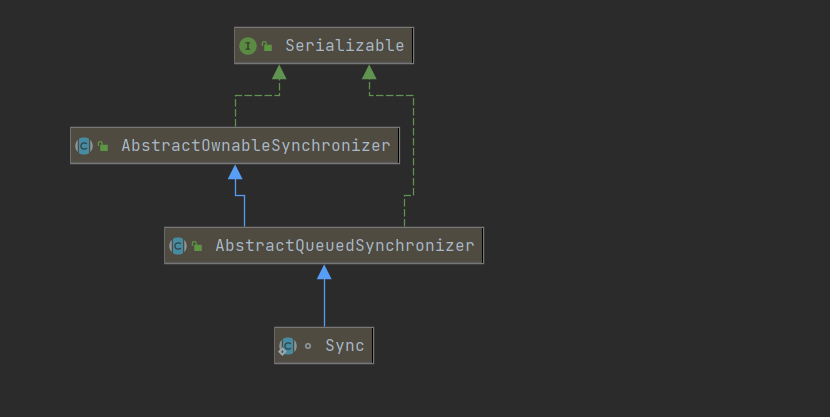 Serializable
AbstractOwnableSynchronizer
AbstractQueuedSynchronizer
Sync